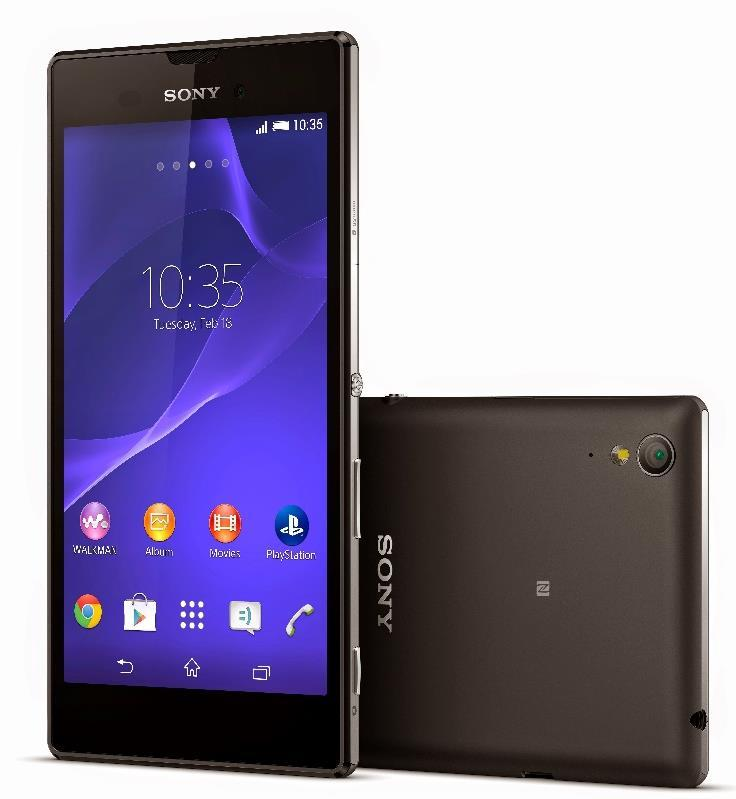 SONY
10:35
10:35
Tuesday, Feb 18
WALKMAN
Album
Movies
PlayStation
SONY